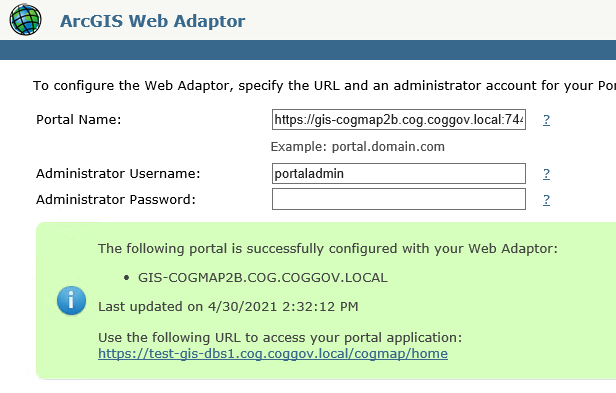 ArcGIS Web Adaptor
To configure the Web Adaptor, specify the URL and an administrator account for your Por
Portal Name: https://gis-cogmap2b.cog.coggov.local:744 ?
Example: portal.domain.com
Administrator Username: portaladmin ?
Administrator Password: ?
The following portal is successfully configured with your Web Adaptor:
• GIS-COGMAP2B.COG.COGGOV.LOCAL
i
Last updated on 4/30/2021 2:32:12 PM
Use the following URL to access your portal application:
https://test-gis-dbs1.cog.coggov.local/cogmap/home